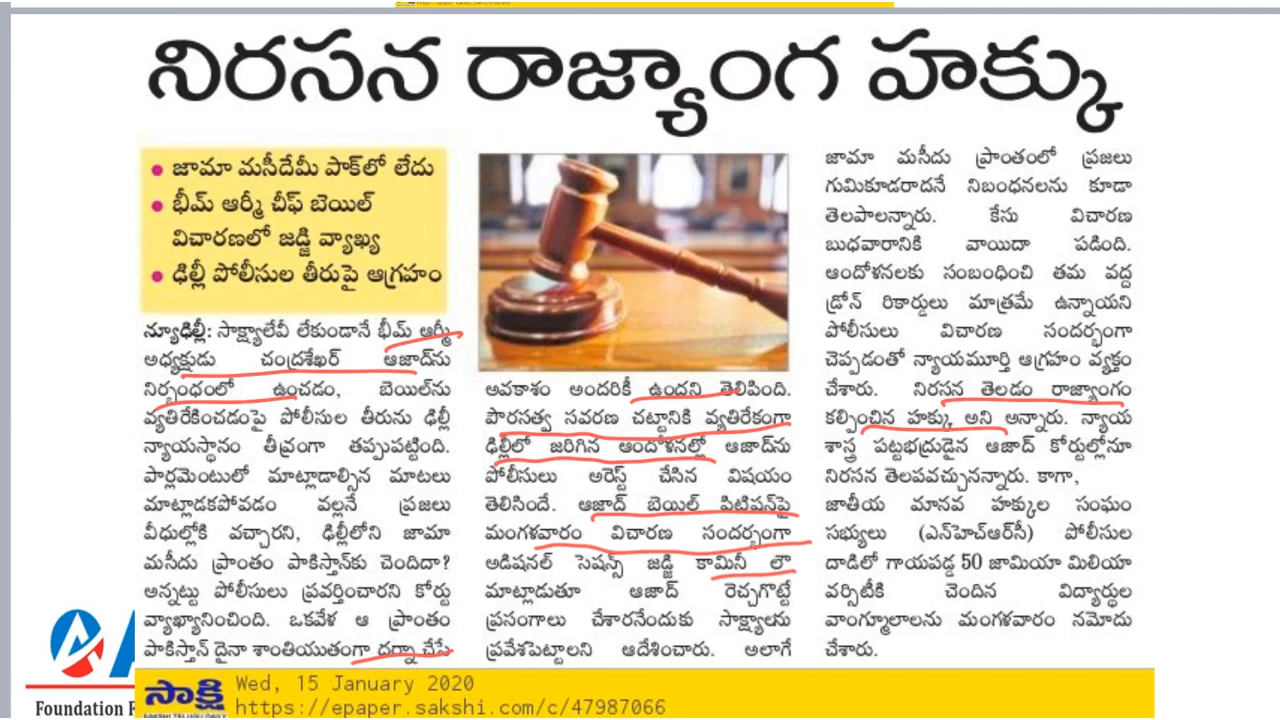 నిరసన రాజ్యాంగ హక్కు
• జామా మసీదేమీ పాక్‌లో లేదు
• భీమ్ ఆర్మీ చీఫ్ బెయిల్
విచారణలో జడ్జి వ్యాఖ్య
• ఢిల్లీ పోలీసుల తీరుపై ఆగ్రహం
న్యూఢిల్లీ: సాక్ష్యాలేవీ లేకుండానే భీమ్ ఆర్మీ
అధ్యక్షుడు చంద్రశేఖర్ ఆజాద్‌ను
నిర్బంధంలో ఉంచడం, బెయిల్‌ను
వ్యతిరేకించడంపై పోలీసుల తీరును ఢిల్లీ
న్యాయస్థానం తీవ్రంగా తప్పుపట్టింది.
పార్లమెంటులో మాట్లాడాల్సిన మాటలు
మాట్లాడకపోవడం వల్లనే ప్రజలు
వీధుల్లోకి వచ్చారని, ఢిల్లీలోని జామా
మసీదు ప్రాంతం పాకిస్తాన్‌కు చెందిదా?
అన్నట్టు పోలీసులు ప్రవర్తించారని కోర్టు
వ్యాఖ్యానించింది. ఒకవేళ ఆ ప్రాంతం
పాకిస్తాన్ దైనా శాంతియుతంగా ధర్నా చేసే
అవకాశం అందరికీ ఉందని తెలిపింది.
పౌరసత్వ సవరణ చట్టానికి వ్యతిరేకంగా
ఢిల్లీలో జరిగిన ఆందోళనల్లో ఆజాద్‌ను
పోలీసులు అరెస్ట్ చేసిన విషయం
తెలిసిందే. ఆజాద్ బెయిల్ పిటిషన్‌పై
మంగళవారం విచారణ సందర్భంగా
అడిషనల్ సెషన్స్ జడ్జి కామినీ లౌ
మాట్లాడుతూ ఆజాద్ రెచ్చగొట్టే
ప్రసంగాలు చేశారనేందుకు సాక్ష్యాలను
ప్రవేశపెట్టాలని ఆదేశించారు. అలాగే
జామా మసీదు ప్రాంతంలో ప్రజలు
గుమికూడరాదనే నిబంధనలను కూడా
తెలపాలన్నారు. కేసు విచారణ
బుధవారానికి వాయిదా పడింది.
ఆందోళనలకు సంబంధించి తమ వద్ద
డ్రోన్ రికార్డులు మాత్రమే ఉన్నాయని
పోలీసులు విచారణ సందర్భంగా
చెప్పడంతో న్యాయమూర్తి ఆగ్రహం వ్యక్తం
చేశారు. నిరసన తెలడం రాజ్యాంగం
కల్పించిన హక్కు అని అన్నారు. న్యాయ
శాస్త్ర పట్టభద్రుడైన ఆజాద్ కోర్టుల్లోనూ
నిరసన తెలపవచ్చునన్నారు. కాగా,
జాతీయ మానవ హక్కుల సంఘం
సభ్యులు (ఎన్‌హెచ్‌ఆర్‌సీ) పోలీసుల
దాడిలో గాయపడ్డ 50 జామియా మిలియా
వర్సిటీకి చెందిన విద్యార్థుల
వాంగ్మూలాలను మంగళవారం నమోదు
చేశారు.
సాక్షి
SAKSHI TELUGU DAILY
Wed, 15 January 2020
https://epaper.sakshi.com/c/47987066
Foundation F